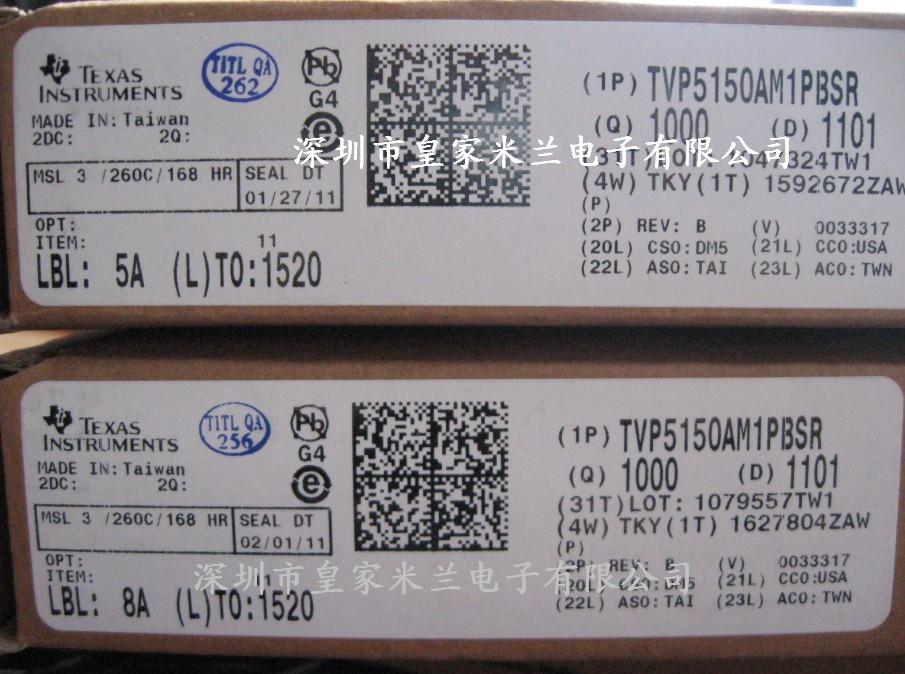 TEXAS
INSTRUMENTS
TITL QA
262
Pb
G4
e
MADE IN: Taiwan
2DC: 2Q:
MSL 3 /260C/168 HR
SEAL DT
01/27/11
OPT:
ITEM: 11
LBL: 5A (L)TO:1520
(1P) TVP5150AM1PBSR
(Q) 1000 (D) 1101
(4W) TKY(1T) 1592672ZAW
(P)
(2P) REV: B (V) 0033317
(20L) CSO:DM5 (21L) CCO:USA
(22L) ASO:TAI (23L) ACO:TWN
深圳市皇家米兰电子有限公司
TEXAS
INSTRUMENTS
TITL QA
256
Pb
G4
e
MADE IN:Taiwan
2DC: 2Q:
MSL 3 /260C/168 HR
SEAL DT
02/01/11
OPT:
ITEM: 11
LBL: 8A (L)TO:1520
(1P) TVP5150AM1PBSR
(Q) 1000 (D) 1101
(31T)LOT: 1079557TW1
(4W) TKY(1T) 1627804ZAW
(P)
(2P) REV: B (V) 0033317
(20L) CSO:DM5 (21L) CCO:USA
(22L) ASO:TAI (23L) ACO:TWN
深圳市皇家米兰电子有限公司